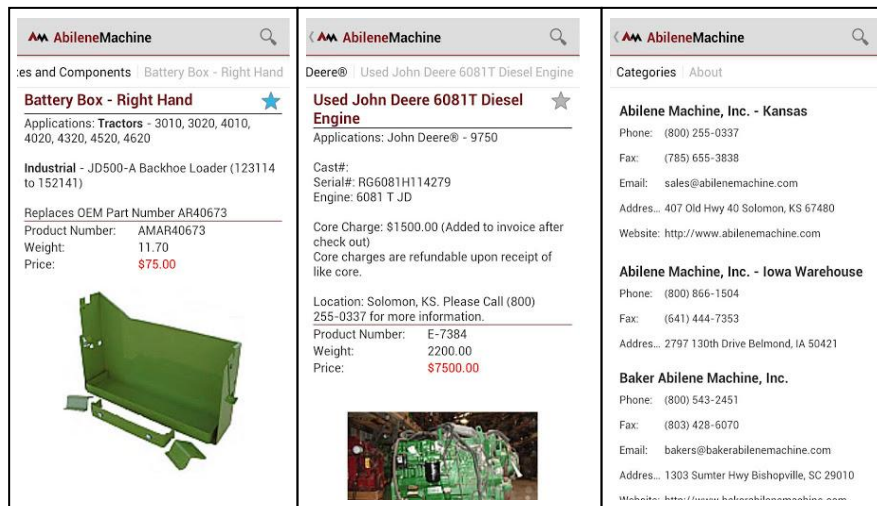 AbileneMachine
es and Components Battery Box - Right Hand
Battery Box - Right Hand
Applications: Tractors - 3010, 3020, 4010,
4020, 4320, 4520, 4620
Industrial - JD500-A Backhoe Loader (123114
to 152141)
Replaces OEM Part Number AR40673
Product Number: AMAR40673
Weight: 11.70
Price: $75.00
AbileneMachine
Deere® Used John Deere 6081T Diesel Engine
Used John Deere 6081T Diesel
Engine
Applications: John Deere® - 9750
Cast#:
Serial#: RG6081H114279
Engine: 6081 T JD
Core Charge: $1500.00 (Added to invoice after
check out)
Core charges are refundable upon receipt of
like core.
Location: Solomon, KS. Please Call (800)
255-0337 for more information.
Product Number: E-7384
Weight: 2200.00
Price: $7500.00
AbileneMachine
Categories About
Abilene Machine, Inc. - Kansas
Phone: (800) 255-0337
Fax: (785) 655-3838
Email: sales@abilenemachine.com
Addres... 407 Old Hwy 40 Solomon, KS 67480
Website: http://www.abilenemachine.com
Abilene Machine, Inc. - Iowa Warehouse
Phone: (800) 866-1504
Fax: (641) 444-7353
Addres... 2797 130th Drive Belmond, IA 50421
Baker Abilene Machine, Inc.
Phone: (800) 543-2451
Fax: (803) 428-6070
Email: bakers@bakerabilenemachine.com
Addres... 1303 Sumter Hwy Bishopville, SC 29010
Website: http://www.bakerabilenemachine.com